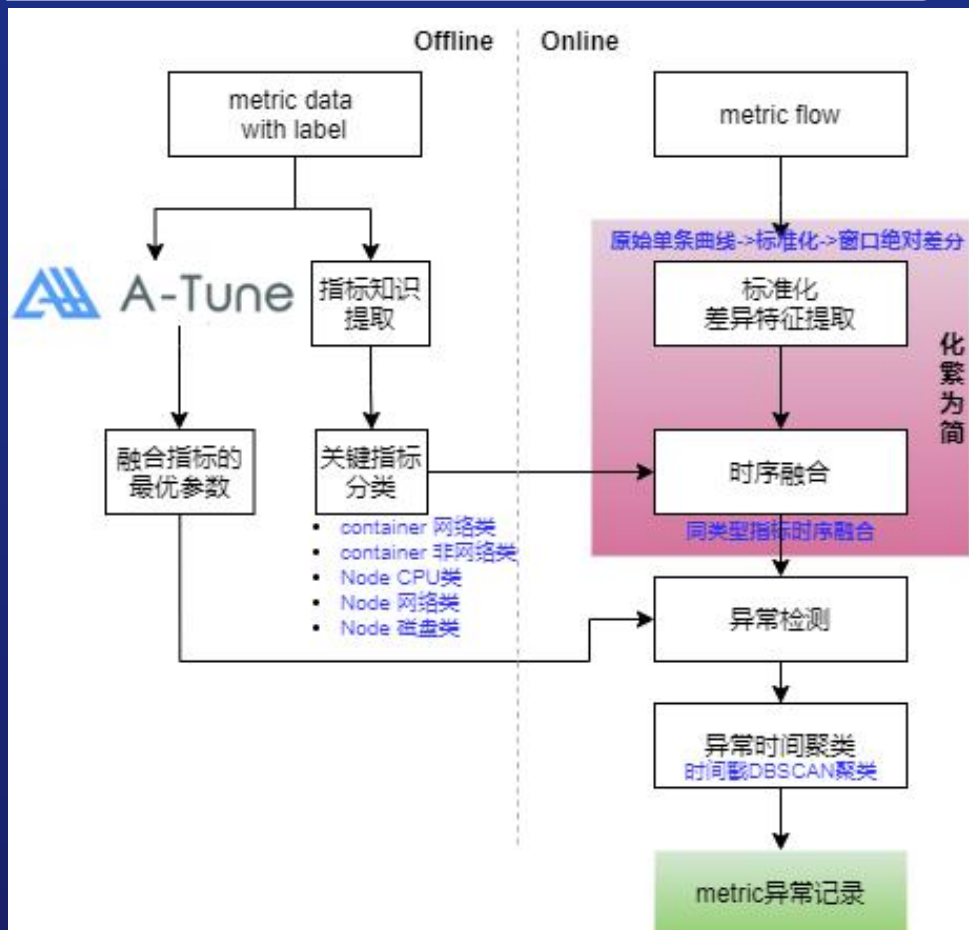 Offline
Online
metric data
with label
metric flow
原始单条曲线->标准化->窗口绝对差分
A-Tune
指标知识
提取
标准化
差异特征提取
化
繁
为
简
融合指标的
最优参数
关键指标
分类
时序融合
同类型指标时序融合
• container 网络类
• container 非网络类
• Node CPU类
• Node 网络类
• Node 磁盘类
异常检测
异常时间聚类
时间戳DBSCAN聚类
metric异常记录